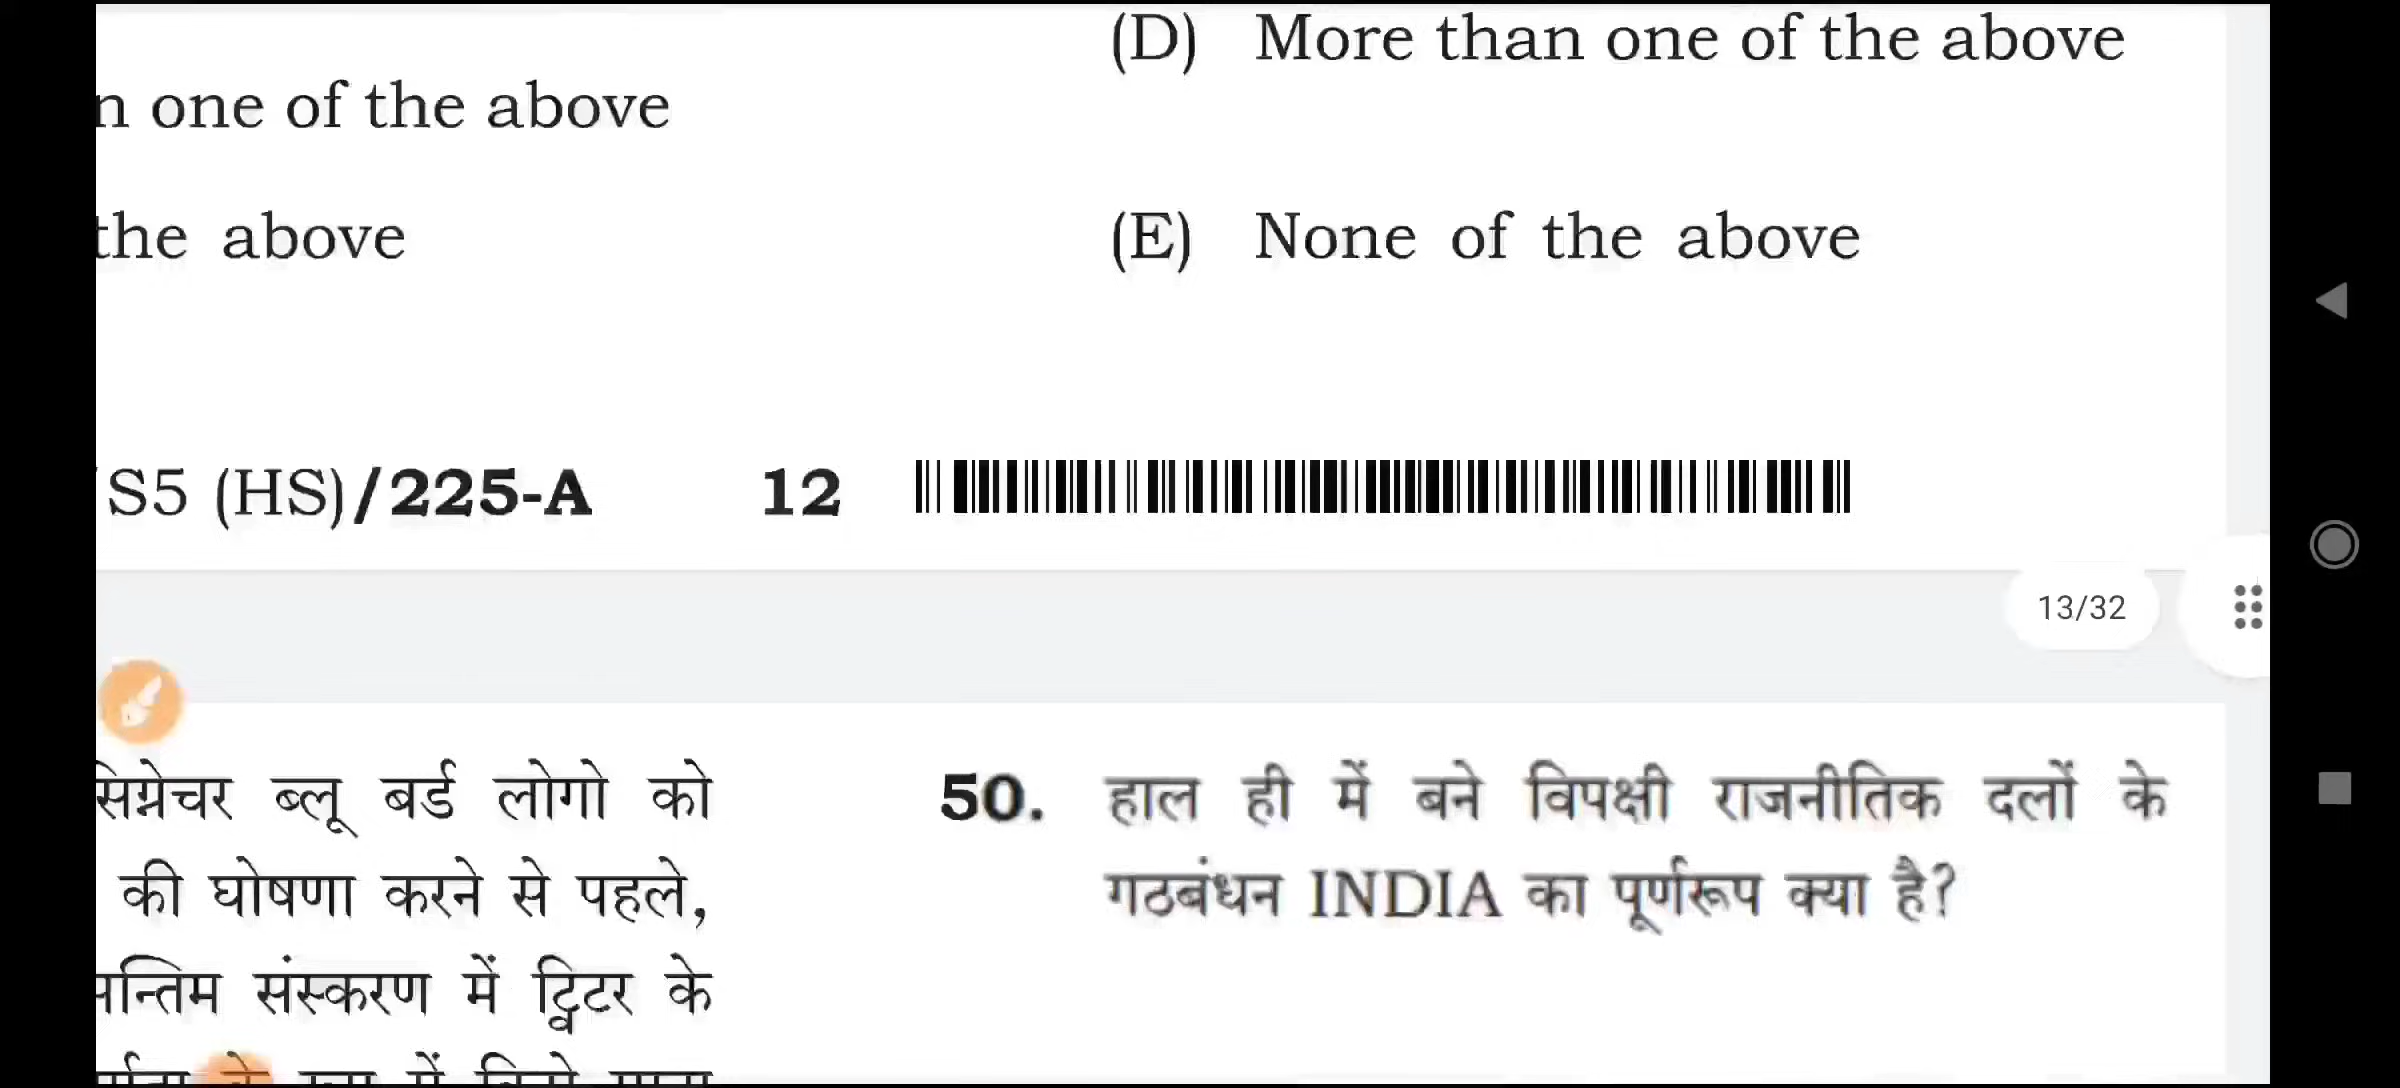 (D) More than one of the above
n one of the above
the above
(E) None of the above
S5 (HS)/225-A 12
13/32
सिग्नेचर ब्लू बर्ड लोगो को
की घोषणा करने से पहले,
संस्करण में ट्विटर के
50. हाल ही में बने विपक्षी राजनीतिक दलों के
गठबंधन INDIA का पूर्णरूप क्या है?